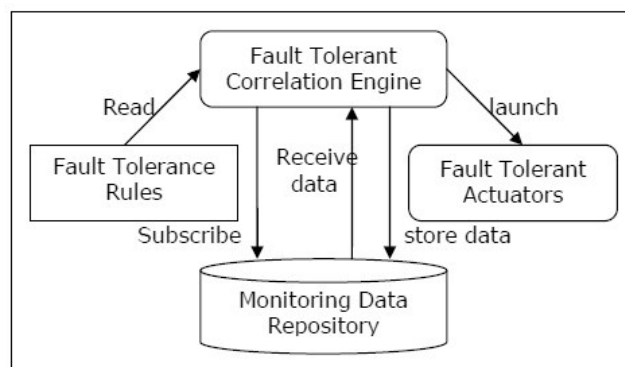 Fault Tolerant
Correlation Engine
Read
launch
Fault Tolerance
Rules
Receive
data
Fault Tolerant
Actuators
Subscribe
store data
Monitoring Data
Repository